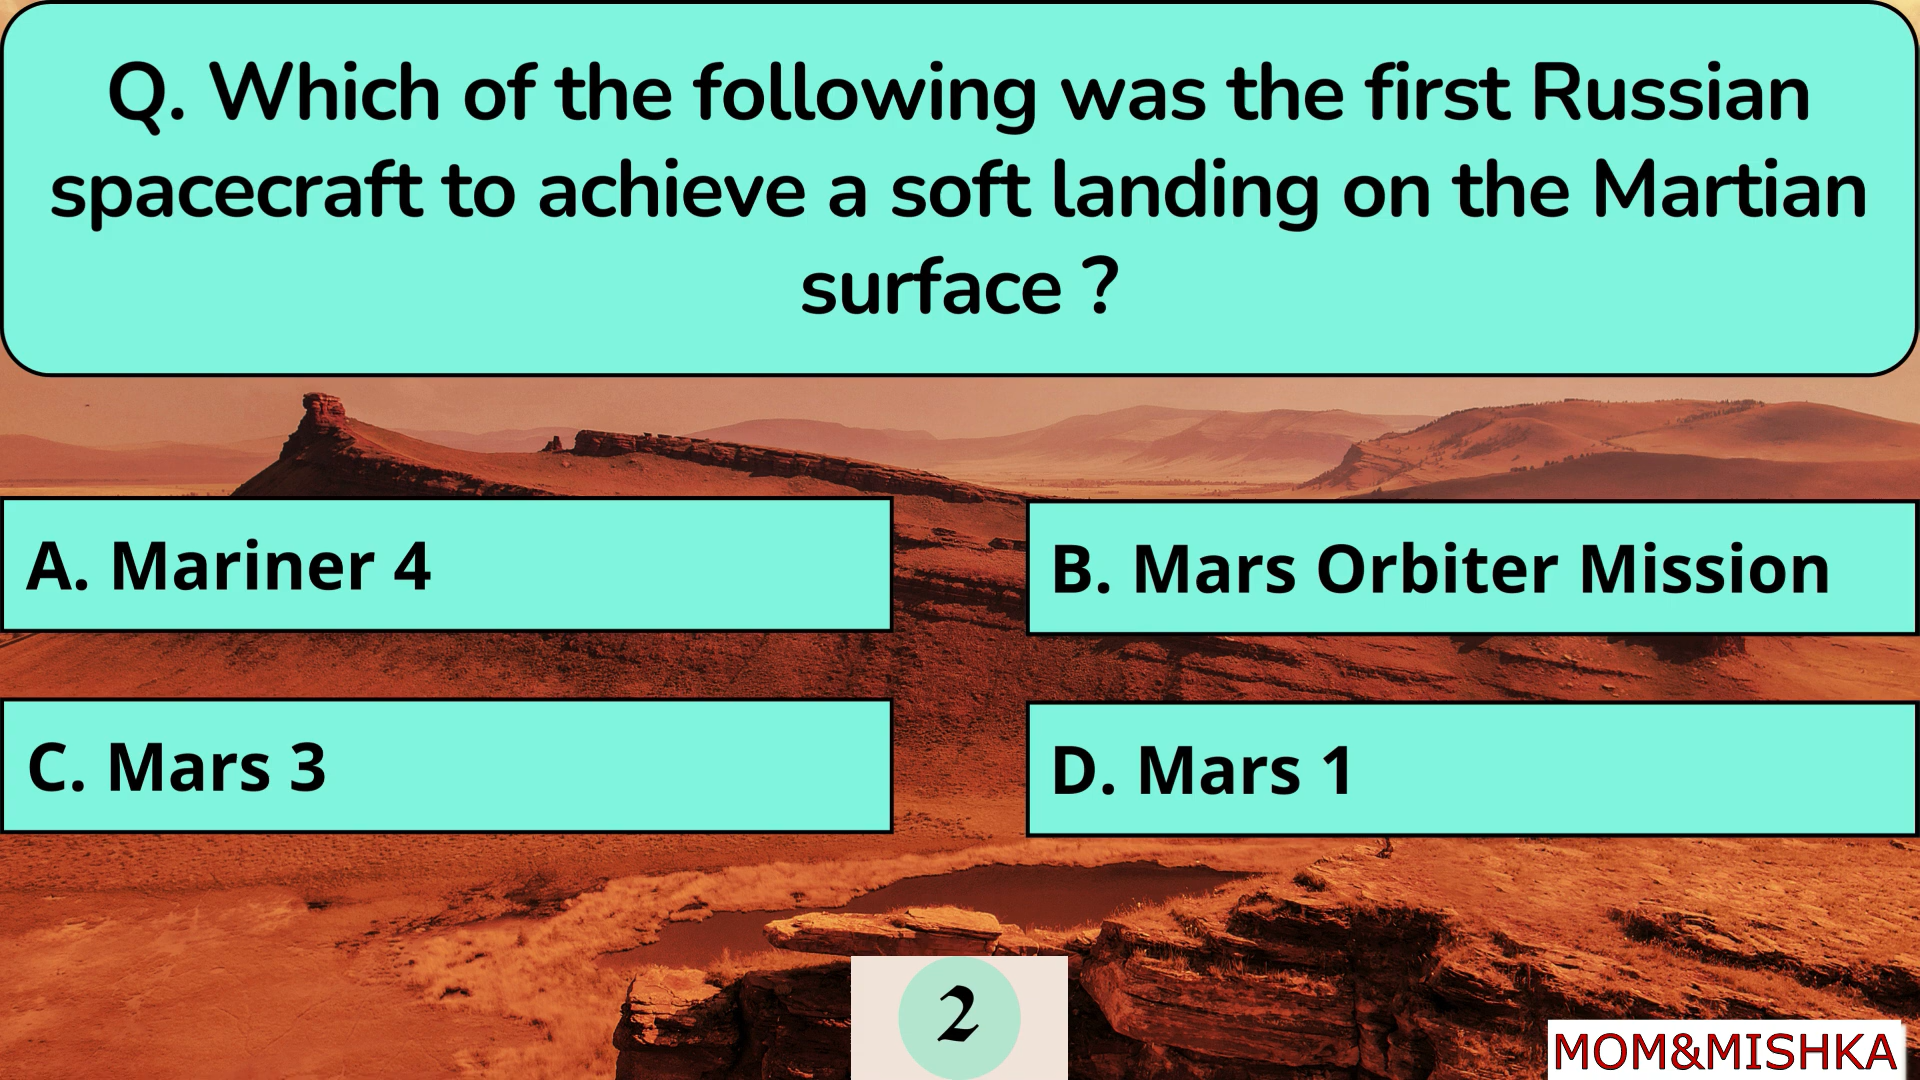 Q. Which of the following was the first Russian
spacecraft to achieve a soft landing on the Martian
surface ?
A. Mariner 4
B. Mars Orbiter Mission
C. Mars 3
D. Mars 1
2
MOM&MISHKA